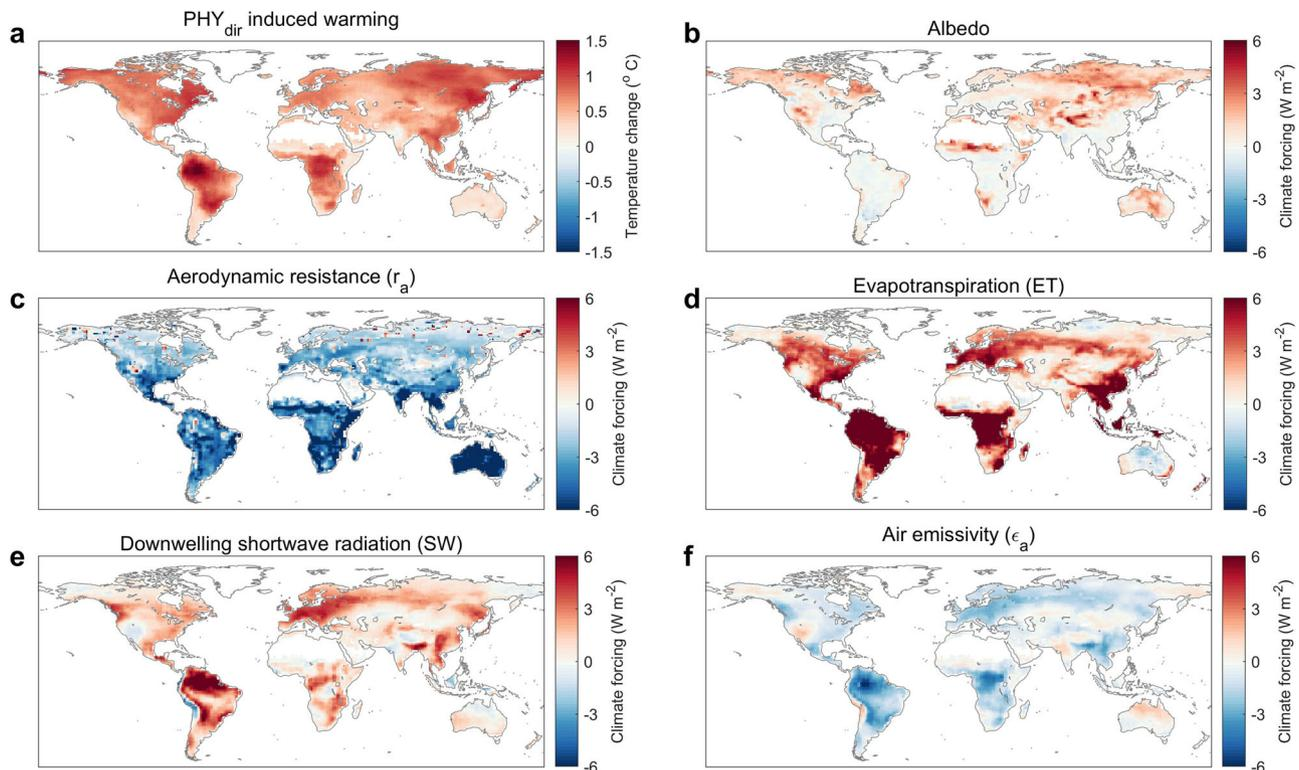 a
PHY_dir induced warming
1.5
1
0.5
0
-0.5
-1
-1.5
Temperature change (° C)
b
Albedo
6
3
0
-3
-6
Climate forcing (W m⁻²)
c
Aerodynamic resistance (r_a)
6
3
0
-3
-6
Climate forcing (W m⁻²)
d
Evapotranspiration (ET)
6
3
0
-3
-6
Climate forcing (W m⁻²)
e
Downwelling shortwave radiation (SW)
6
3
0
-3
-6
Climate forcing (W m⁻²)
f
Air emissivity (ϵ_a)
6
3
0
-3
-6
Climate forcing (W m⁻²)